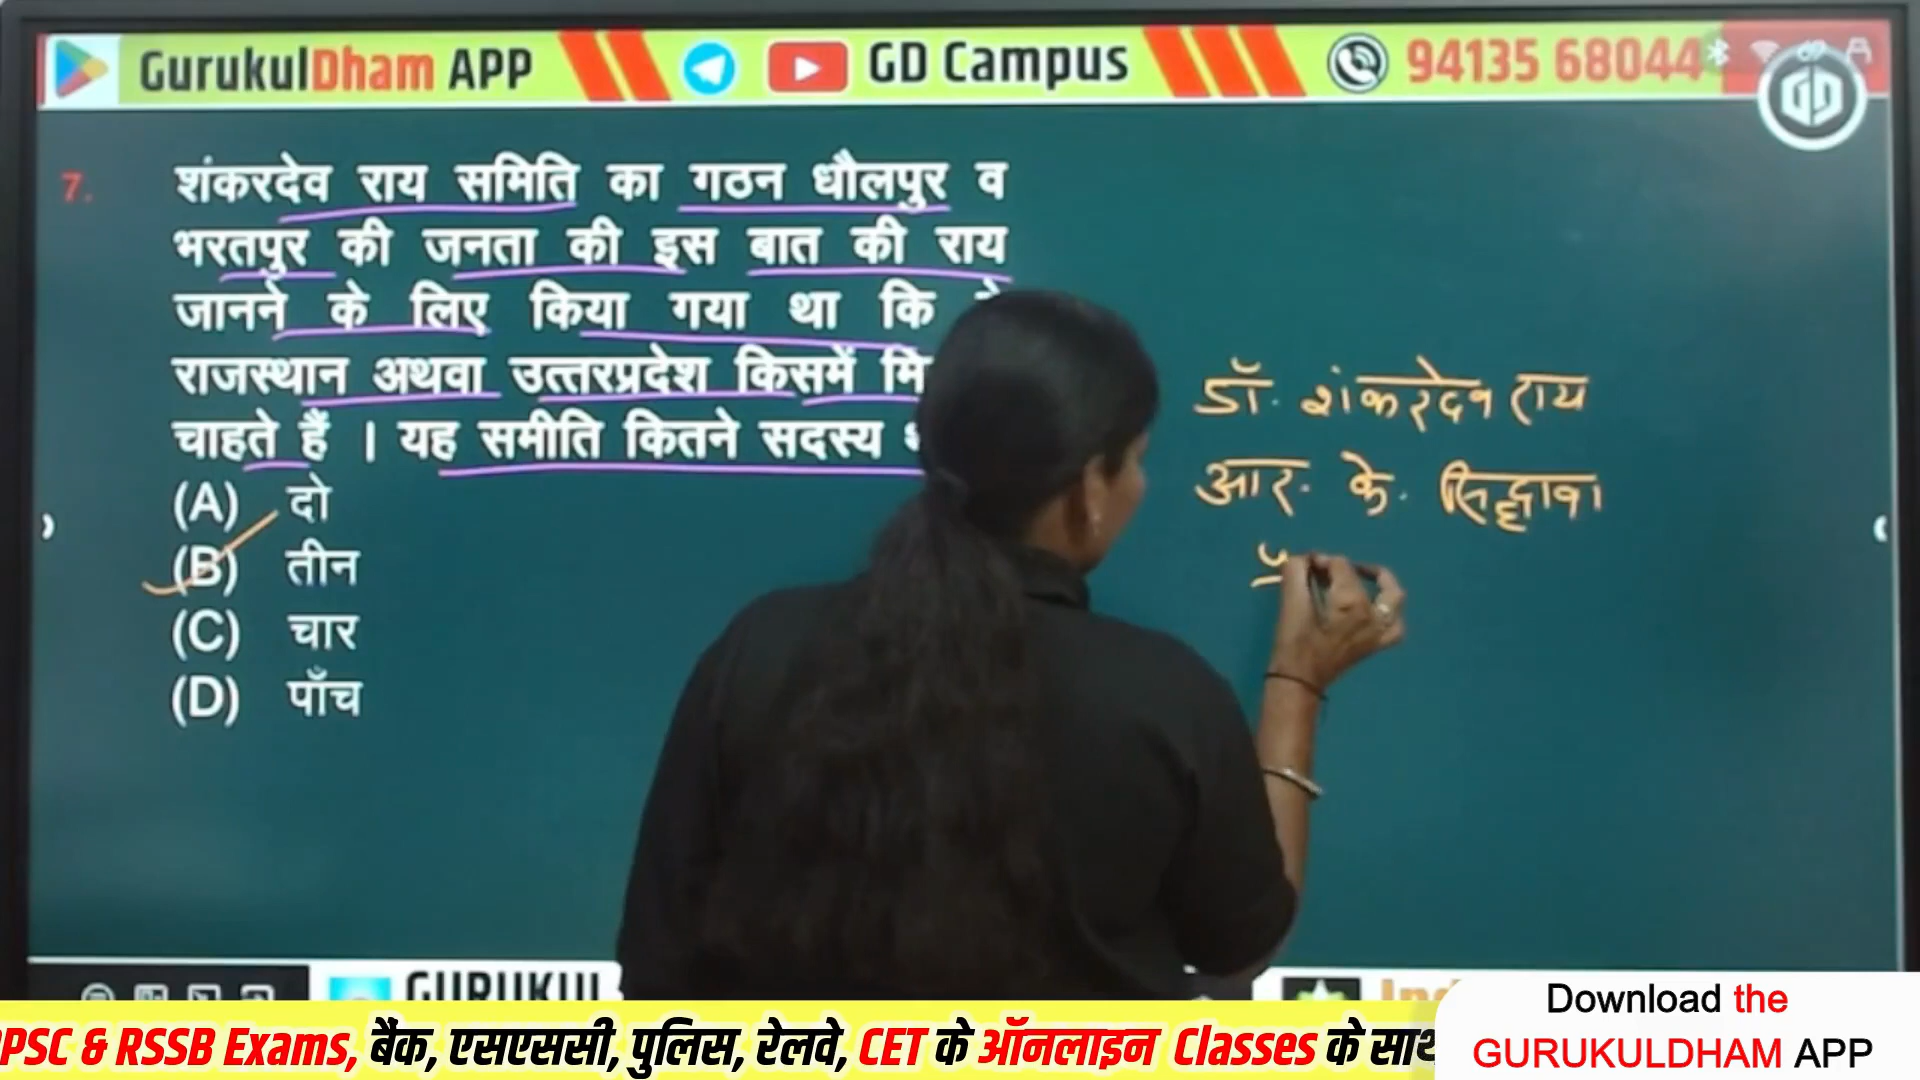 GurukulDham APP GD Campus 94135 68044
7. शंकरदेव राय समिति का गठन धौलपुर व
भरतपुर की जनता की इस बात की राय
जानने के लिए किया गया था कि
राजस्थान अथवा उत्तरप्रदेश किसमें
चाहते हैं । यह समीति कितने सदस्य
(A) दो
(B) तीन
(C) चार
(D) पाँच
डॉ. शंकरदेव राय
आर. के. सिद्धावा
GURUKUL
PSC & RSSB Exams, बैंक, एसएससी, पुलिस, रेलवे, CET के ऑनलाइन Classes के साथ
Download the
GURUKULDHAM APP